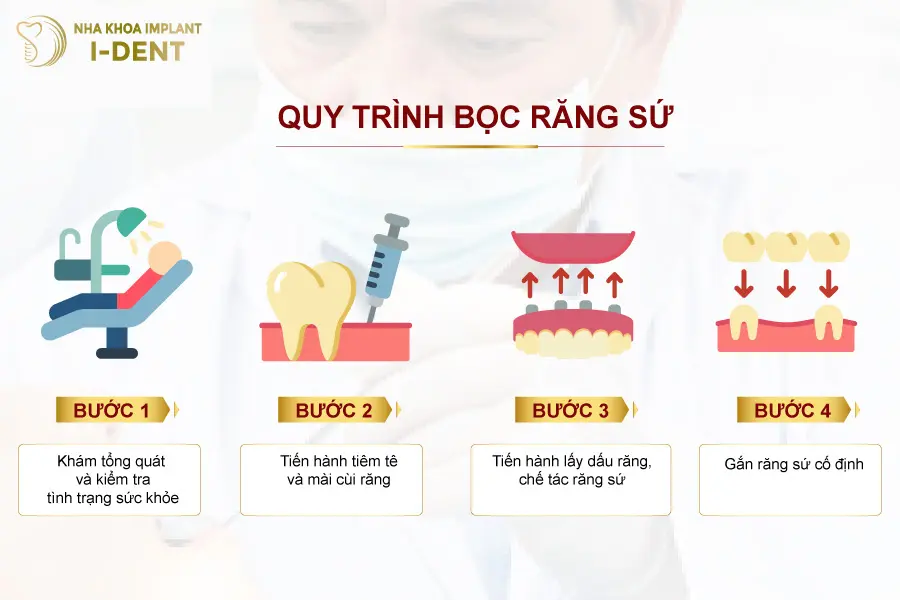 NHA KHOA IMPLANT
I-DENT
QUY TRÌNH BỌC RĂNG SỨ
BƯỚC 1
Khám tổng quát
và kiểm tra
tình trạng sức khỏe
BƯỚC 2
Tiến hành tiêm tê
và mài cùi răng
BƯỚC 3
Tiến hành lấy dấu răng,
chế tác răng sứ
BƯỚC 4
Gắn răng sứ cố định